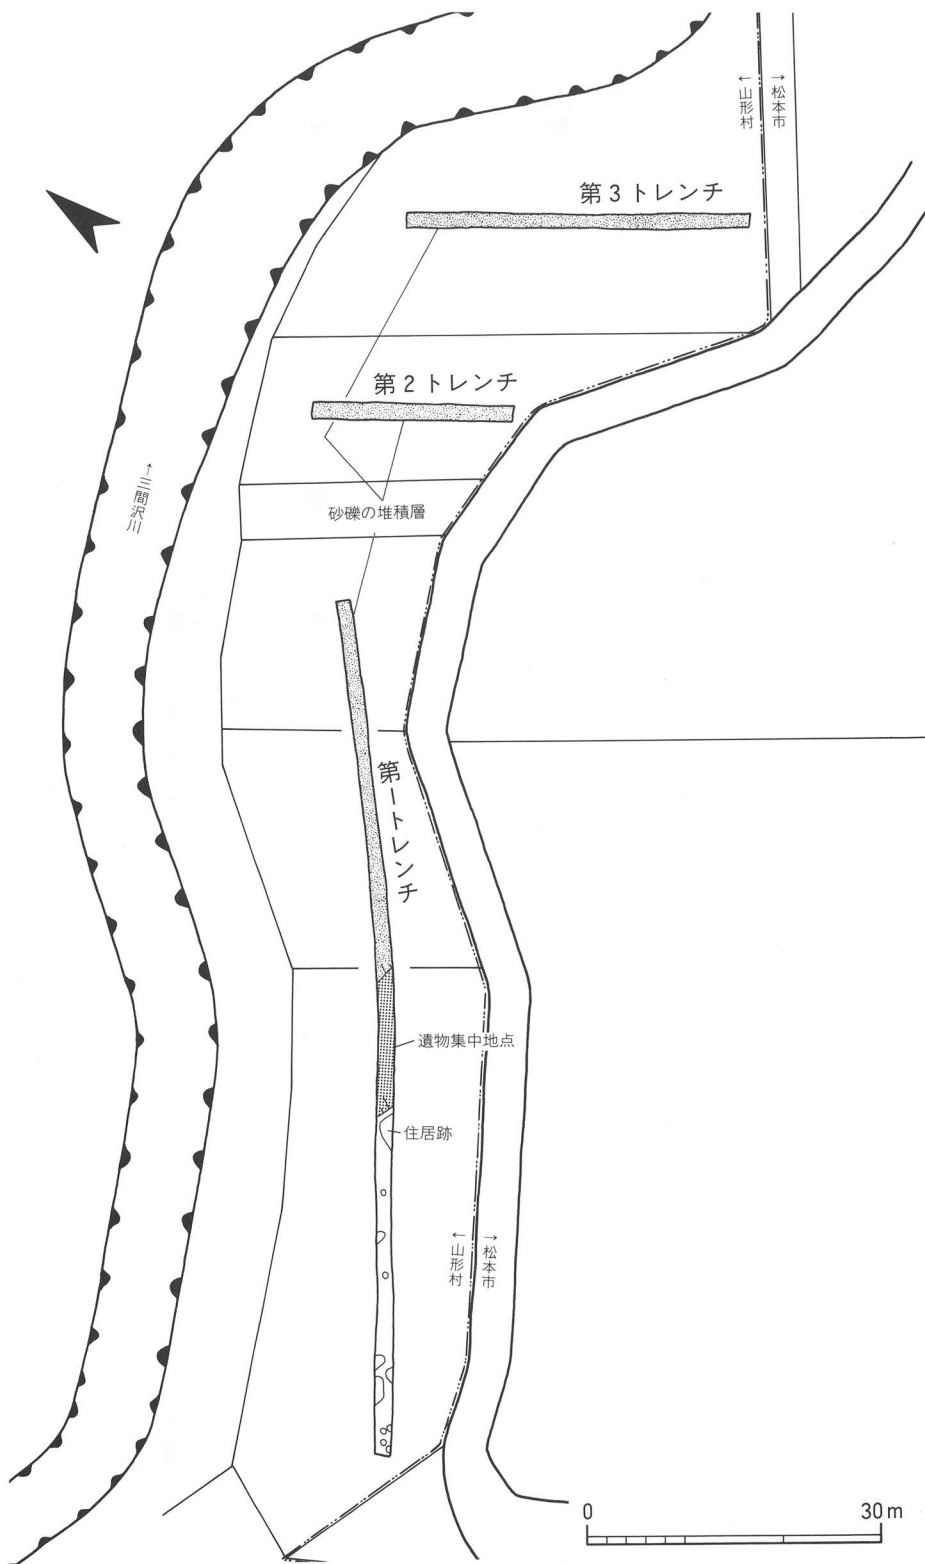 ←山形村
→松本市
第3トレンチ
第2トレンチ
←三間沢川
砂礫の堆積層
第一トレンチ
遺物集中地点
住居跡
←山形村
→松本市
0 30m